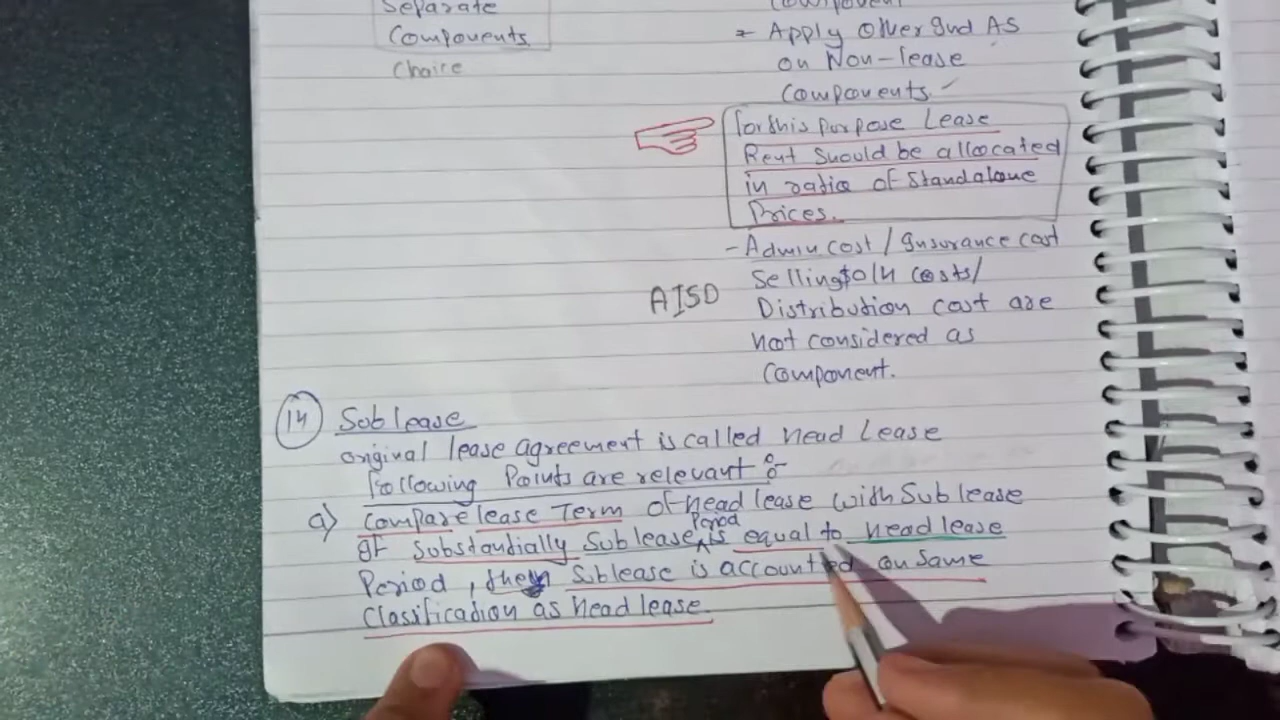 Separate
Components
Choice
Component
= Apply Other Ind AS
on Non-lease
Components.
For this purpose Lease
Rent Should be allocated
in ratio of Standalone
Prices.
- Admin cost / Insurance cost
Selling costs/
AISD
Distribution cost are
not considered as
Component.
14 Sublease
original lease agreement is called Head Lease
following Points are relevant :-
a) Compare lease Term of head lease with Sub lease
If Substantially Sublease Period is equal to head lease
Period, then Sublease is accounted on Same
Classification as head lease.